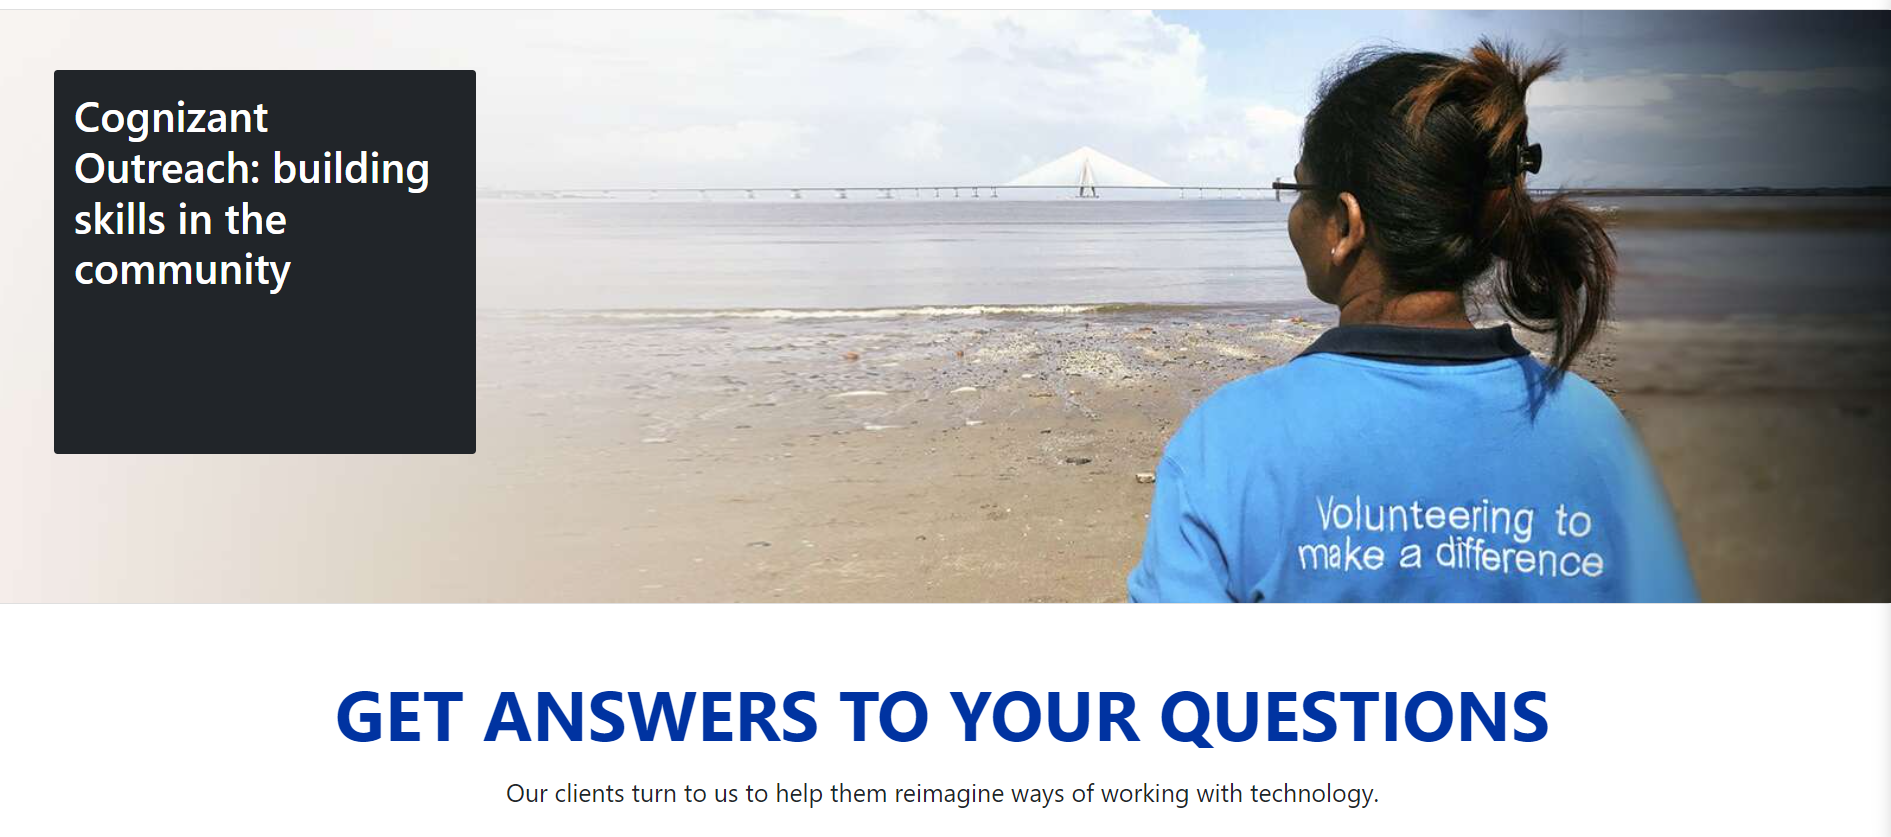 Cognizant
Outreach: building
skills in the
community
Volunteering to
make a difference
GET ANSWERS TO YOUR QUESTIONS
Our clients turn to us to help them reimagine ways of working with technology.